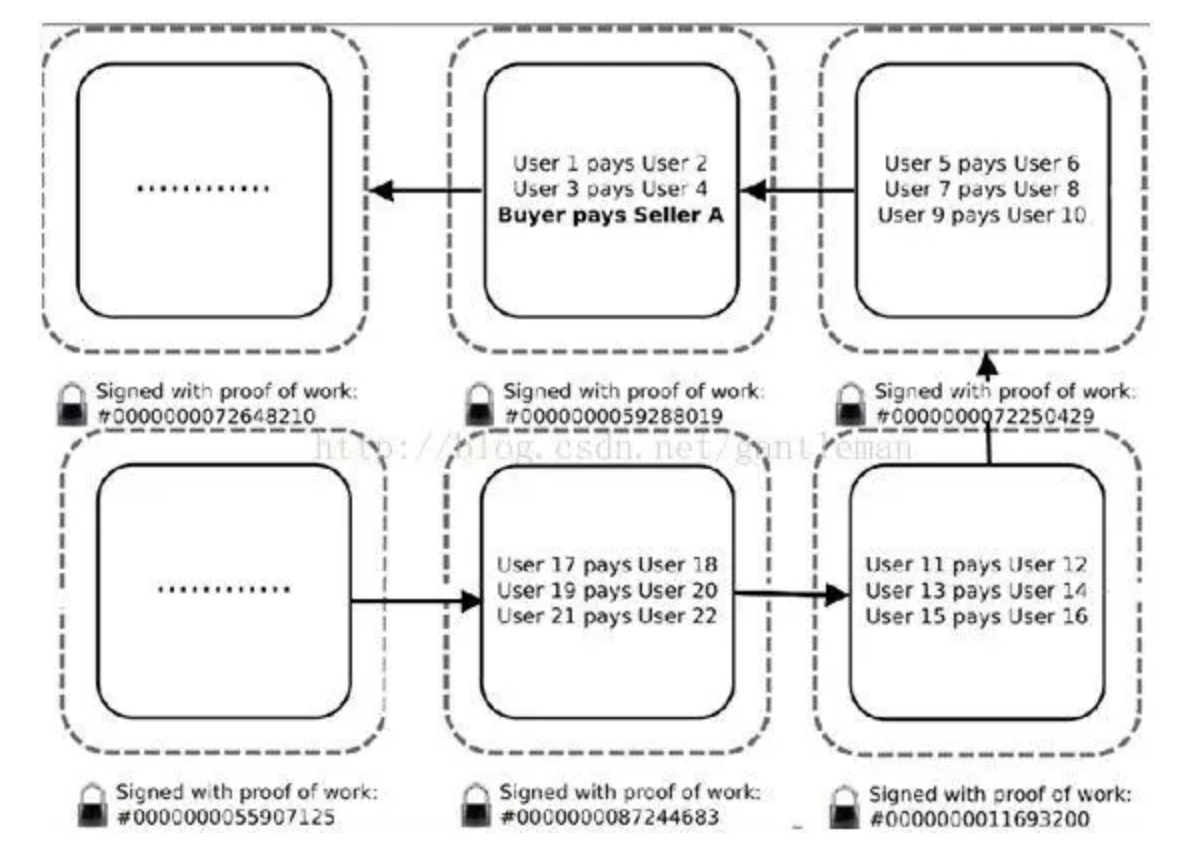 ............
User 1 pays User 2
User 3 pays User 4
Buyer pays Seller A
User 5 pays User 6
User 7 pays User 8
User 9 pays User 10
Signed with proof of work:
#0000000072648210
Signed with proof of work:
#0000000059288019
Signed with proof of work:
#0000000072250429
http://blog.csdn.net/gantleman
............
User 17 pays User 18
User 19 pays User 20
User 21 pays User 22
User 11 pays User 12
User 13 pays User 14
User 15 pays User 16
Signed with proof of work:
#0000000055907125
Signed with proof of work:
#0000000087244683
Signed with proof of work:
#0000000011693200